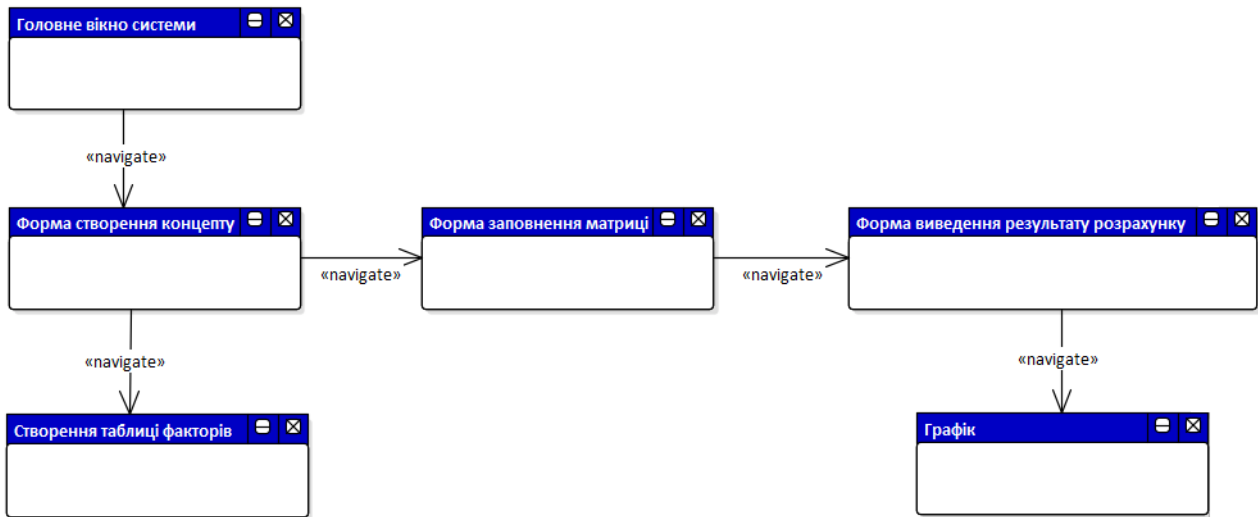 Головне вікно системи
«navigate»
Форма створення концепту
Форма заповнення матриці
Форма виведення результату розрахунку
«navigate»
«navigate»
«navigate»
«navigate»
Створення таблиці факторів
Графік